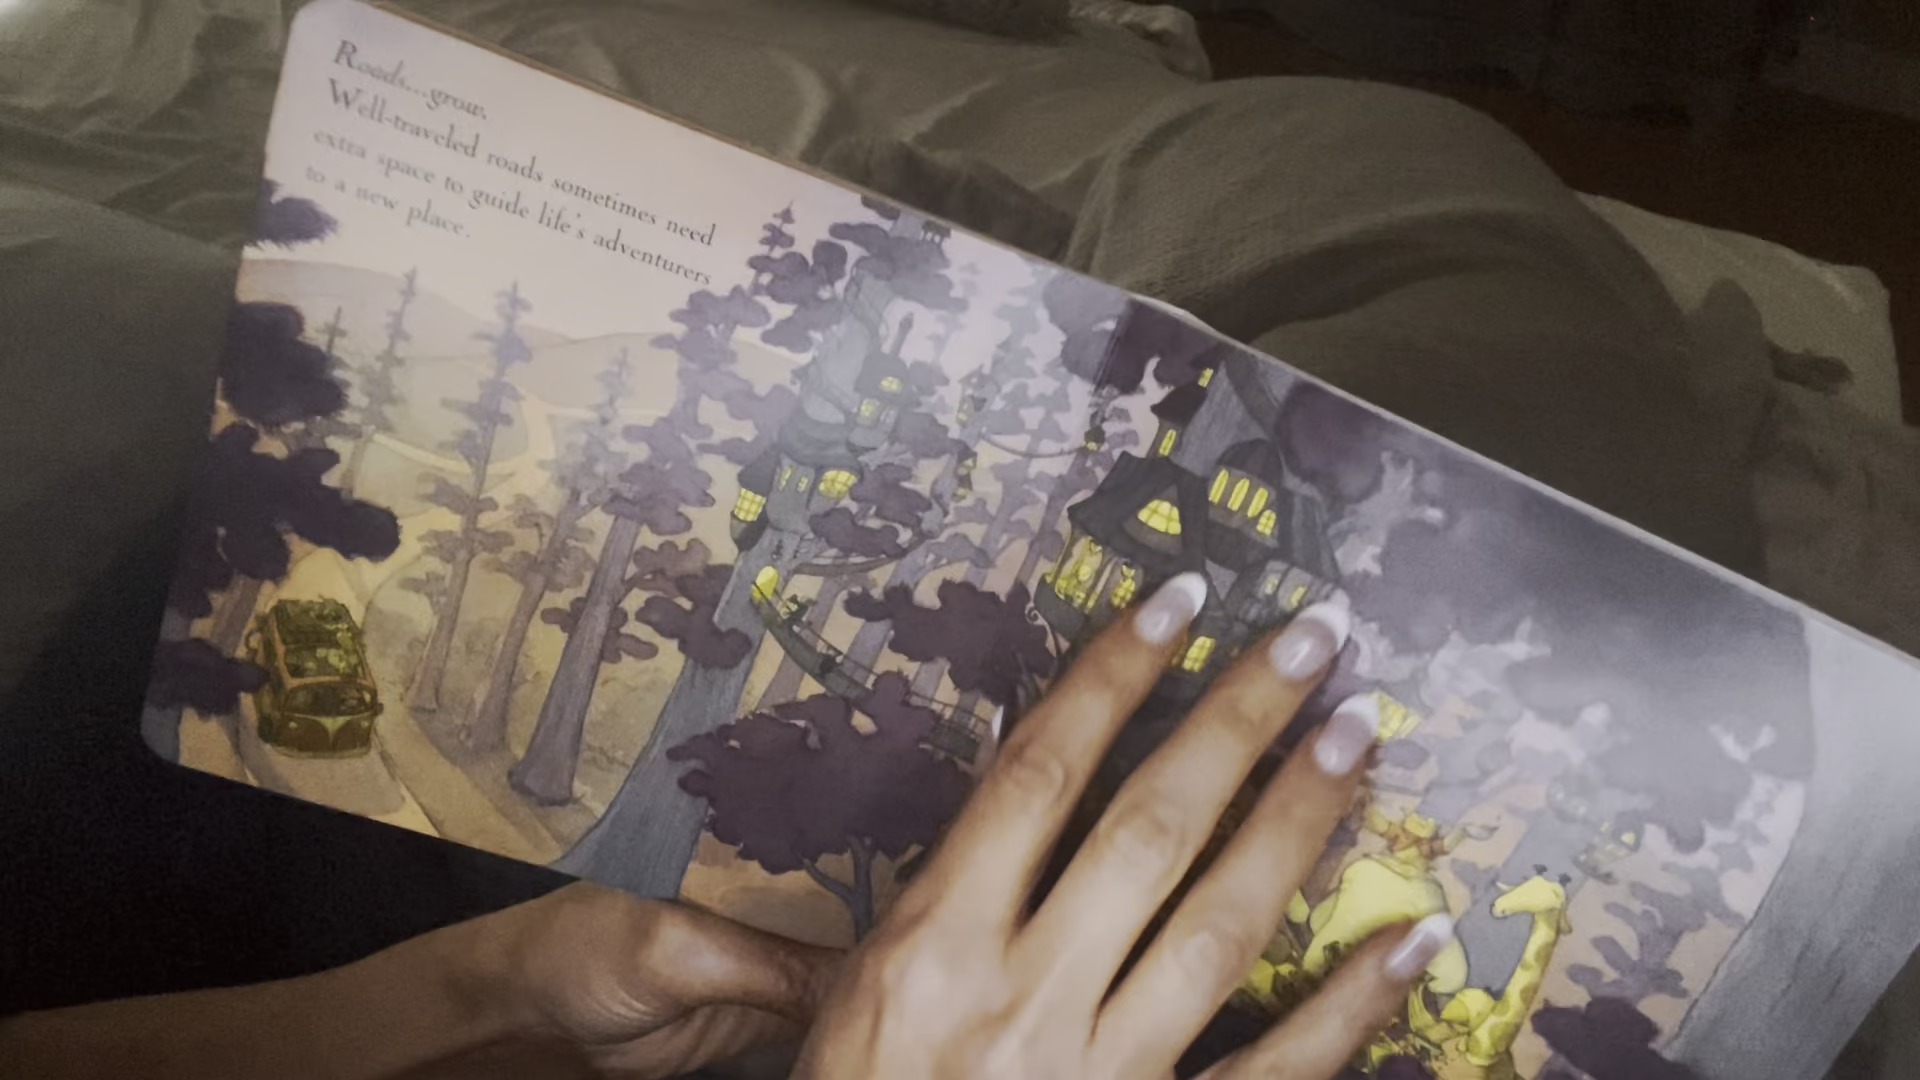 Roads...grow.
Well-traveled roads sometimes need
extra space to guide life's adventurers
to a new place.